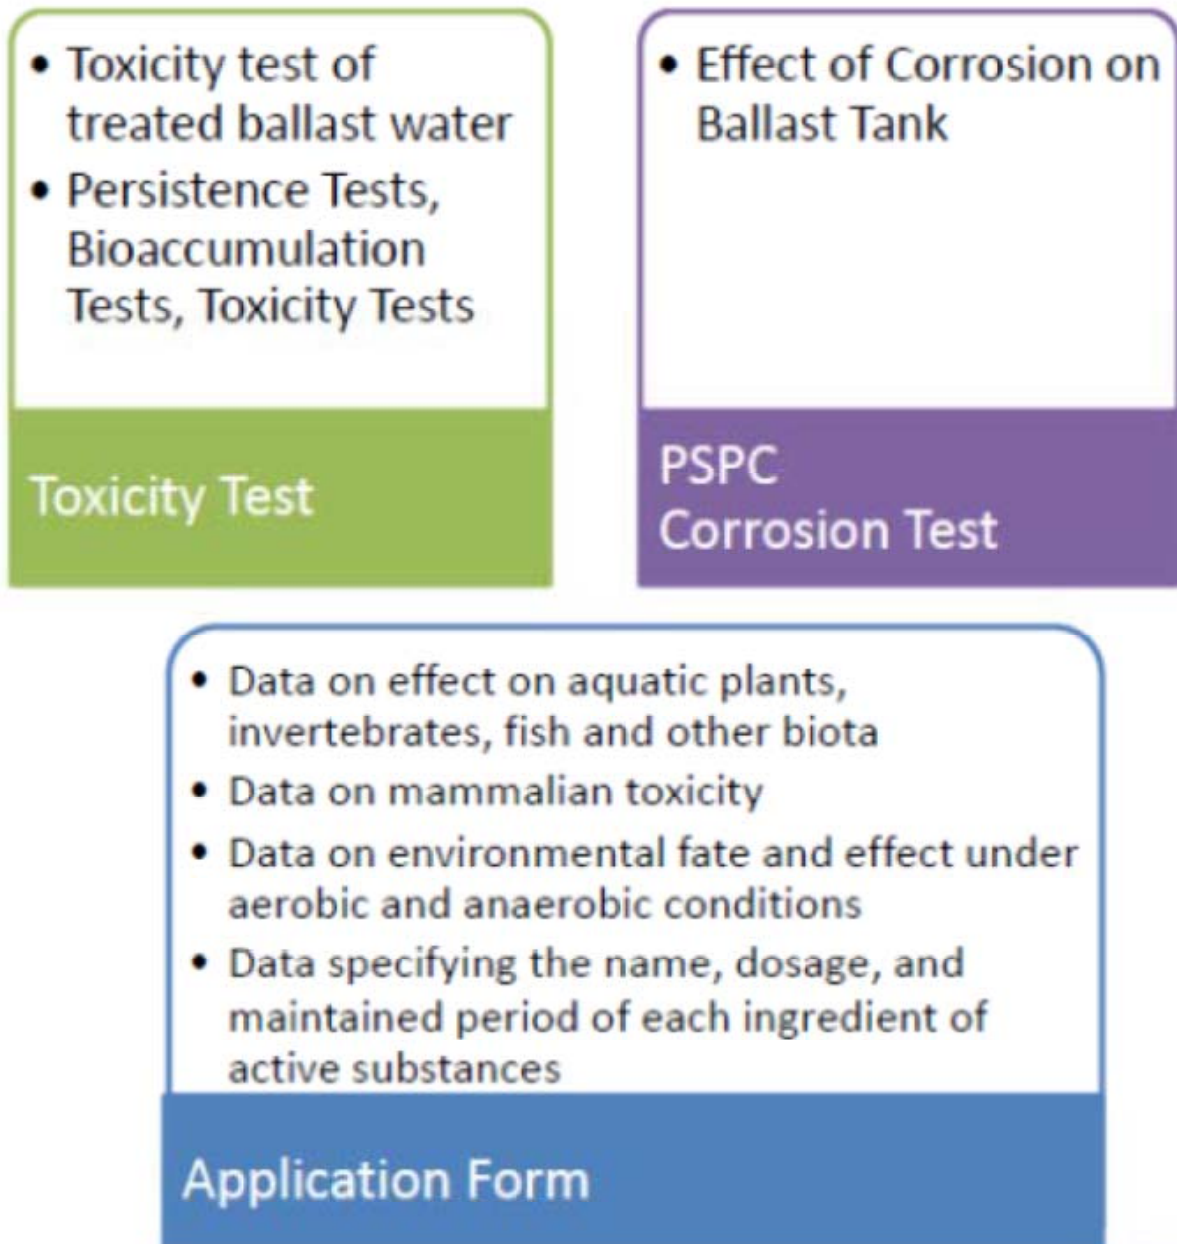 • Toxicity test of
treated ballast water
• Persistence Tests,
Bioaccumulation
Tests, Toxicity Tests
Toxicity Test
• Effect of Corrosion on
Ballast Tank
PSPC
Corrosion Test
• Data on effect on aquatic plants,
invertebrates, fish and other biota
• Data on mammalian toxicity
• Data on environmental fate and effect under
aerobic and anaerobic conditions
• Data specifying the name, dosage, and
maintained period of each ingredient of
active substances
Application Form